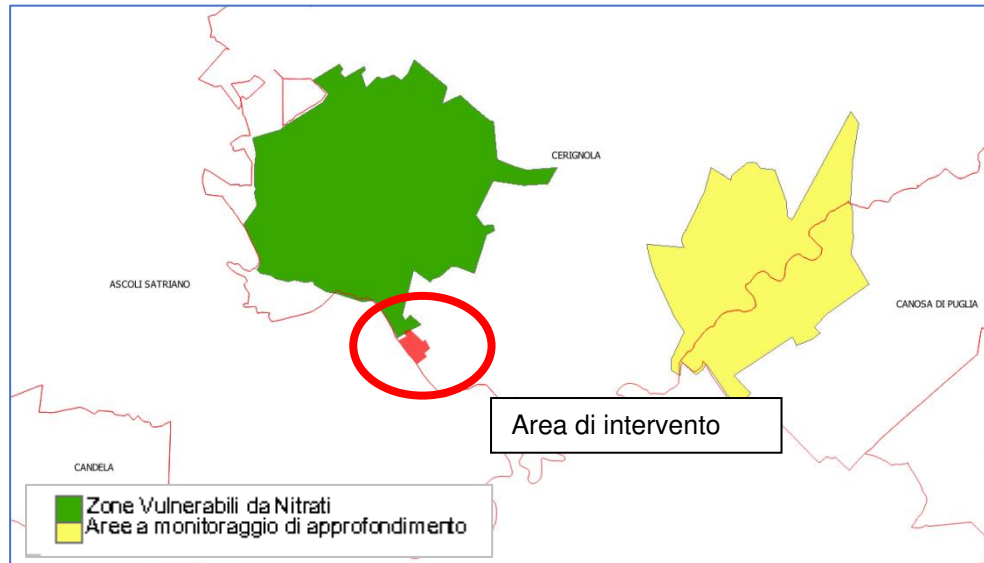 CERIGNOLA
ASCOLI SATRIANO
CANOSA DI PUGLIA
Area di intervento
CANDELA
Zone Vulnerabili da Nitrati
Aree a monitoraggio di approfondimento